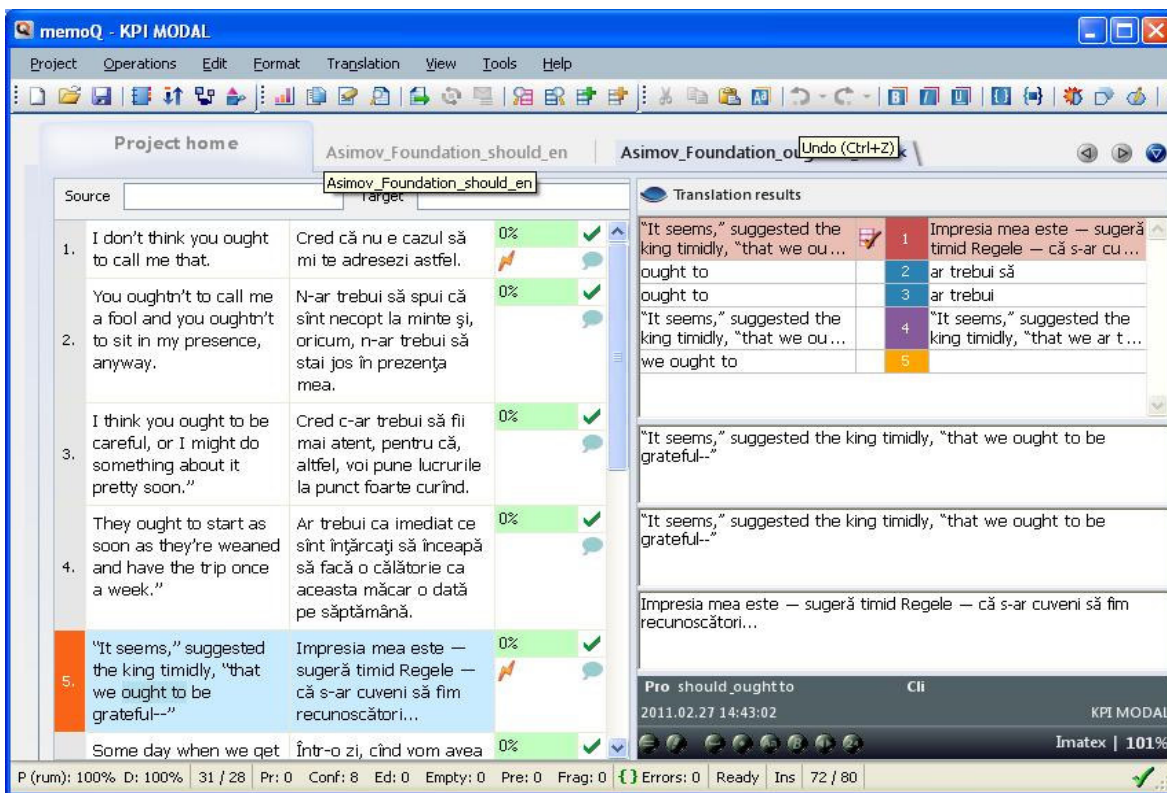 memoQ - KPI MODAL
Project Operations Edit Format Translation View Tools Help
Project home
Asimov_Foundation_should_en
Asimov_Foundation_ou
k
Undo (Ctrl+Z)
Asimov_Foundation_should_en
Source
Target
1.
I don't think you ought
to call me that.
Cred că nu e cazul să
mi te adresezi astfel.
0%
2.
You oughtn't to call me
a fool and you oughtn't
to sit in my presence,
anyway.
N-ar trebui să spui că
sînt necopt la minte şi,
oricum, n-ar trebui să
stai jos în prezenţa
mea.
0%
3.
I think you ought to be
careful, or I might do
something about it
pretty soon.”
Cred c-ar trebui să fii
mai atent, pentru că,
altfel, voi pune lucrurile
la punct foarte curînd.
0%
4.
They ought to start as
soon as they're weaned
and have the trip once
a week.”
Ar trebui ca imediat ce
sînt înţărcaţi să înceapă
să facă o călătorie ca
aceasta măcar o dată
pe săptămână.
0%
5.
“It seems,” suggested
the king timidly, “that
we ought to be
grateful--”
Impresia mea este —
sugeră timid Regele —
că s-ar cuveni să fim
recunoscători...
0%
Some day when we get
Într-o zi, cînd vom avea
0%
Translation results
“It seems,” suggested the
king timidly, “that we ou...
1
Impresia mea este — sugeră
timid Regele — că s-ar cu...
ought to 2 ar trebui să
ought to 3 ar trebui
“It seems,” suggested the
king timidly, “that we ou...
4
“It seems,” suggested the
king timidly, “that we ar t...
we ought to 5
“It seems,” suggested the king timidly, “that we ought to be
grateful--”
“It seems,” suggested the king timidly, “that we ought to be
grateful--”
Impresia mea este — sugeră timid Regele — că s-ar cuveni să fim
recunoscători...
Pro should_oughtto Cli
2011.02.27 14:43:02 KPI MODAL
Imatex | 101%
P (rum): 100% D: 100% 31 / 28 Pr: 0 Conf: 8 Ed: 0 Empty: 0 Pre: 0 Frag: 0 {} Errors: 0 Ready Ins 72 / 80